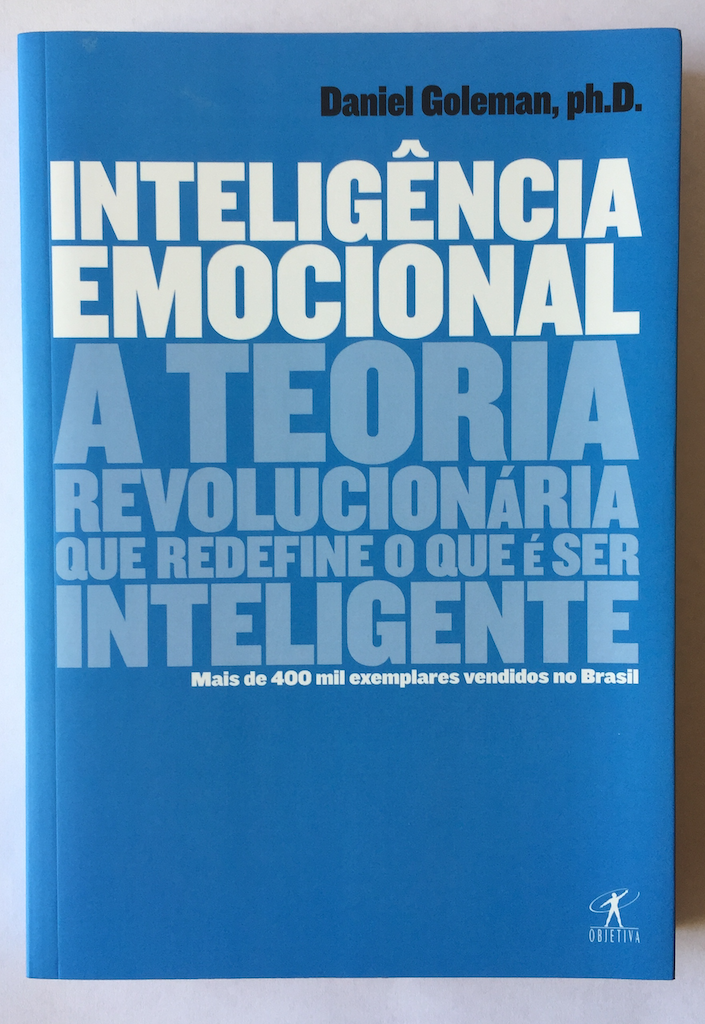 Daniel Goleman, ph.D.
INTELIGÊNCIA
EMOCIONAL
A TEORIA
REVOLUCIONÁRIA
QUE REDEFINE O QUE É SER
INTELIGENTE
Mais de 400 mil exemplares vendidos no Brasil
OBJETIVA